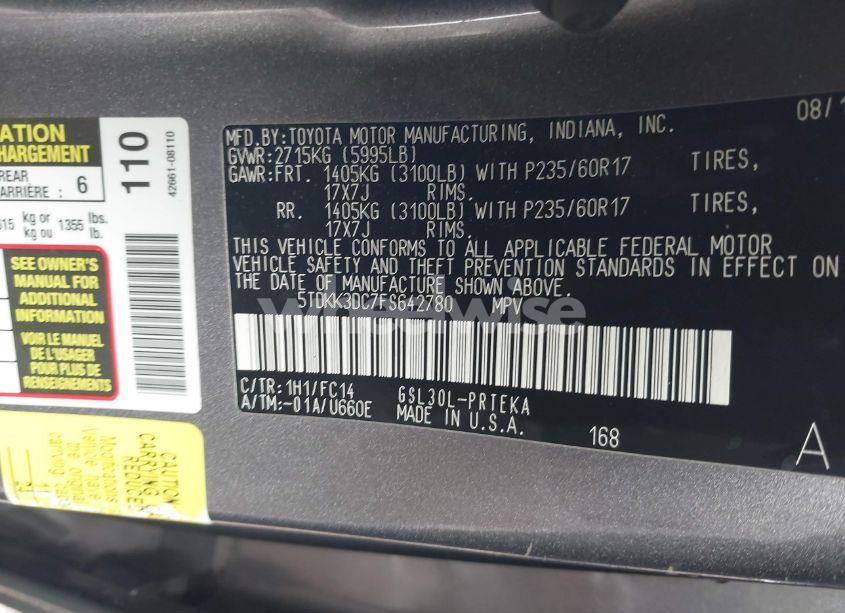 ATION
HARGEMENT
REAR
ARRIÈRE : 6
615 kg or kg ou 1355 lbs. lb.
110
42661-08110
SEE OWNER'S
MANUAL FOR
ADDITIONAL
INFORMATION
VOIR LE MANUEL
DE L'USAGER
POUR PLUS DE
RENSEIGNEMENTS
08/1
MFD.BY:TOYOTA MOTOR MANUFACTURING, INDIANA, INC.
GVWR:2715KG (5995LB)
GAWR:FRT. 1405KG (3100LB) WITH P235/60R17 TIRES,
17X7J RIMS.
RR. 1405KG (3100LB) WITH P235/60R17 TIRES,
17X7J RIMS.
THIS VEHICLE CONFORMS TO ALL APPLICABLE FEDERAL MOTOR
VEHICLE SAFETY AND THEFT PREVENTION STANDARDS IN EFFECT ON
THE DATE OF MANUFACTURE SHOWN ABOVE.
5TDKK3DC7FS642780 MPV
wheelwise
C/TR:1H1/FC14 GSL30L-PRTEKA
A/TM:-01A/U660E MADE IN U.S.A.
168
A
CAUTION
CARRYING
REDUCED